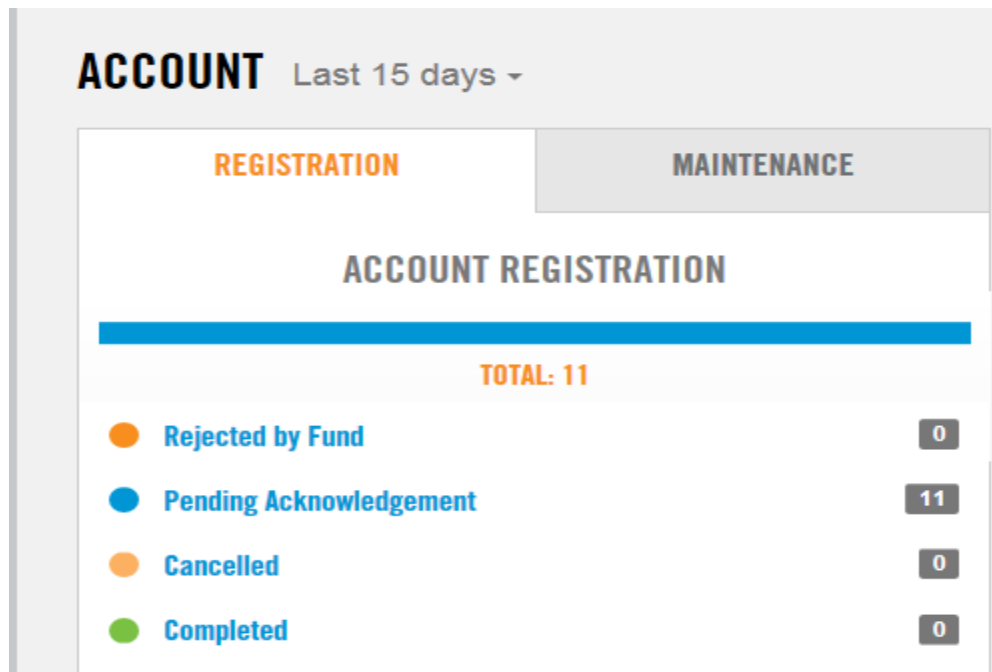 ACCOUNT Last 15 days
REGISTRATION MAINTENANCE
ACCOUNT REGISTRATION
TOTAL: 11
Rejected by Fund 0
Pending Acknowledgement 11
Cancelled 0
Completed 0